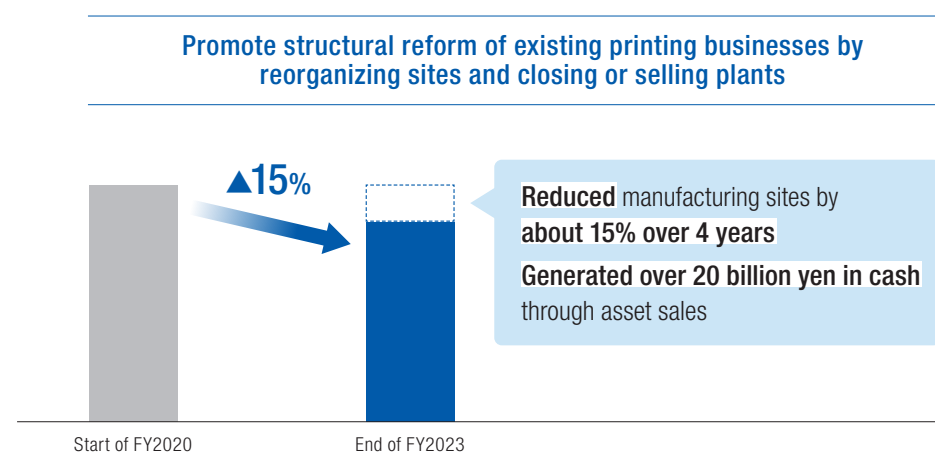 Promote structural reform of existing printing businesses by
reorganizing sites and closing or selling plants
▲15%
Reduced manufacturing sites by
about 15% over 4 years
Generated over 20 billion yen in cash
through asset sales
Start of FY2020
End of FY2023